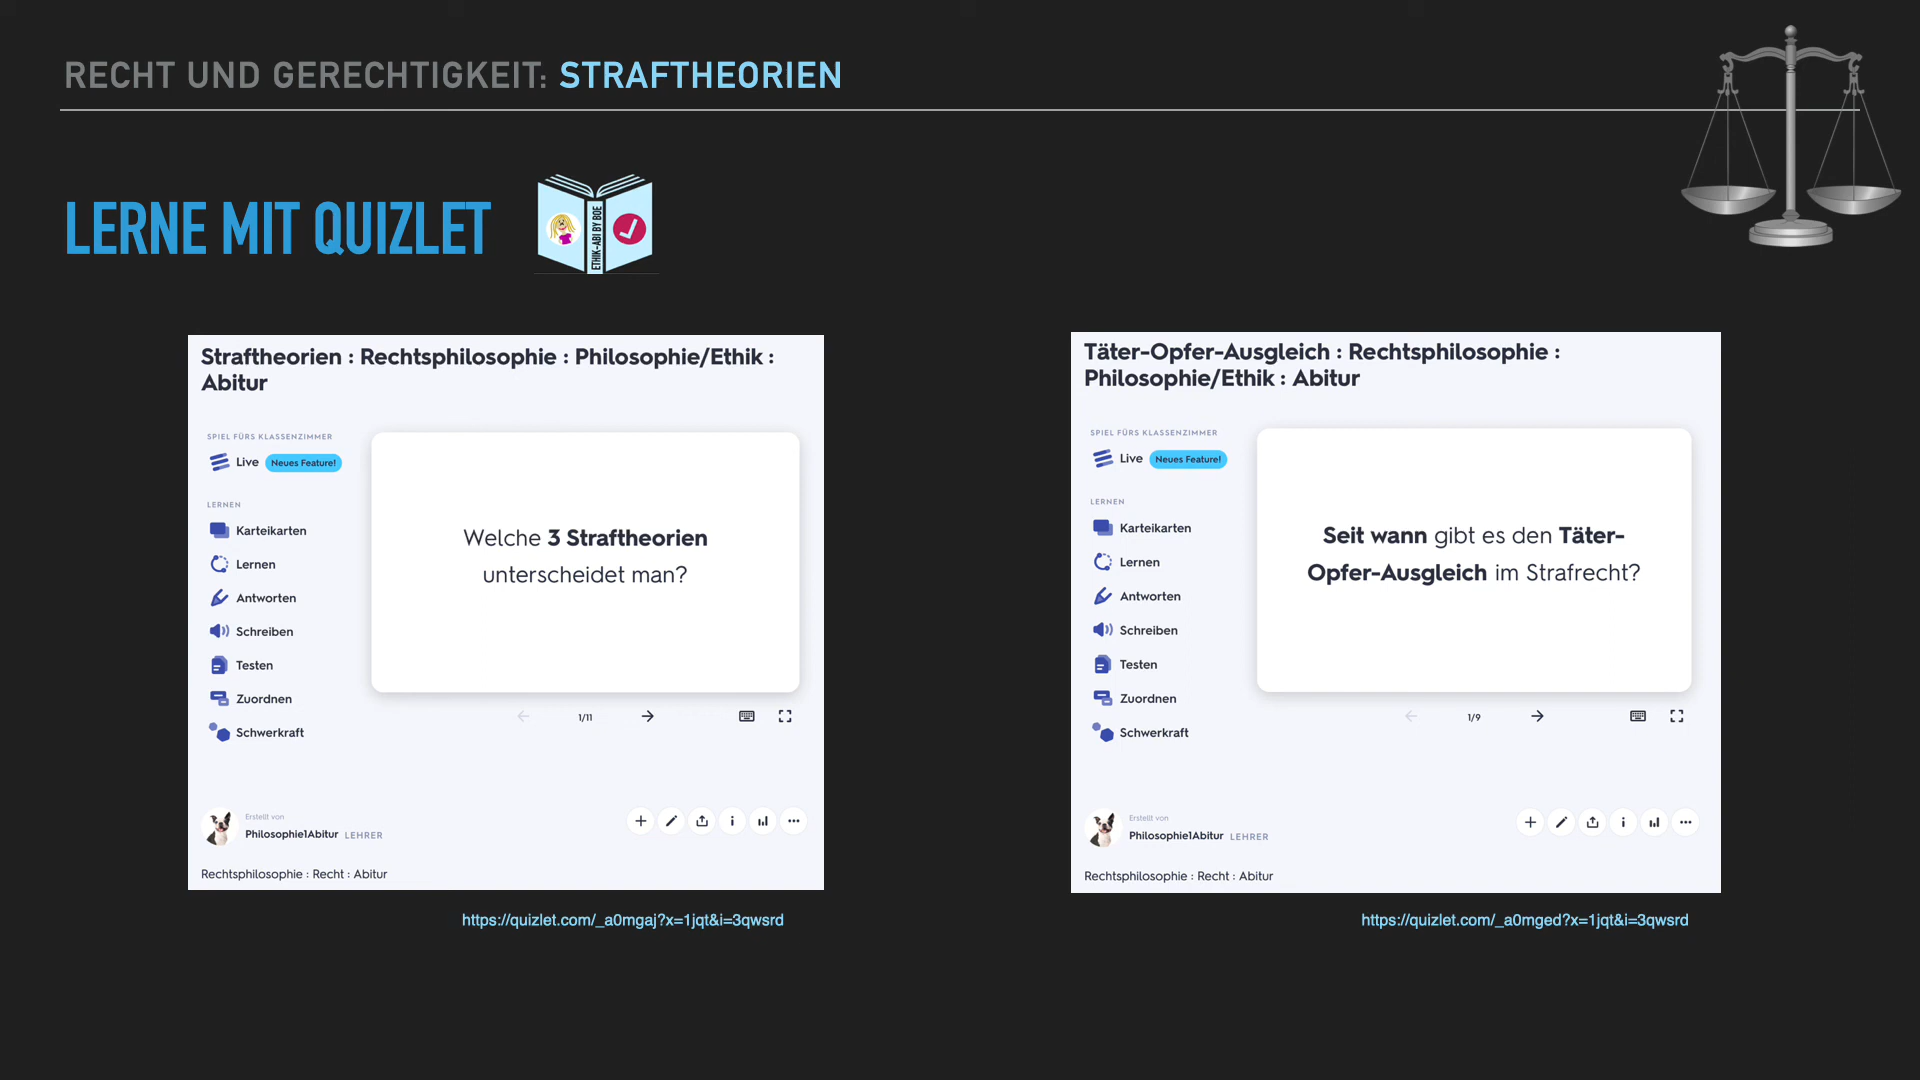 RECHT UND GERECHTIGKEIT: STRAFTHEORIEN
LERNE MIT QUIZLET
ETHIK-ABI BY BOE
Straftheorien : Rechtsphilosophie : Philosophie/Ethik :
Abitur
SPIEL FÜRS KLASSENZIMMER
Live Neues Feature!
LERNEN
Karteikarten
Lernen
Antworten
Schreiben
Testen
Zuordnen
Schwerkraft
Welche 3 Straftheorien
unterscheidet man?
1/11
Erstellt von
Philosophie1Abitur LEHRER
Rechtsphilosophie : Recht : Abitur
https://quizlet.com/_a0mgaj?x=1jqt&i=3qwsrd
Täter-Opfer-Ausgleich : Rechtsphilosophie :
Philosophie/Ethik : Abitur
SPIEL FÜRS KLASSENZIMMER
Live Neues Feature!
LERNEN
Karteikarten
Lernen
Antworten
Schreiben
Testen
Zuordnen
Schwerkraft
Seit wann gibt es den Täter-
Opfer-Ausgleich im Strafrecht?
1/9
Erstellt von
Philosophie1Abitur LEHRER
Rechtsphilosophie : Recht : Abitur
https://quizlet.com/_a0mged?x=1jqt&i=3qwsrd